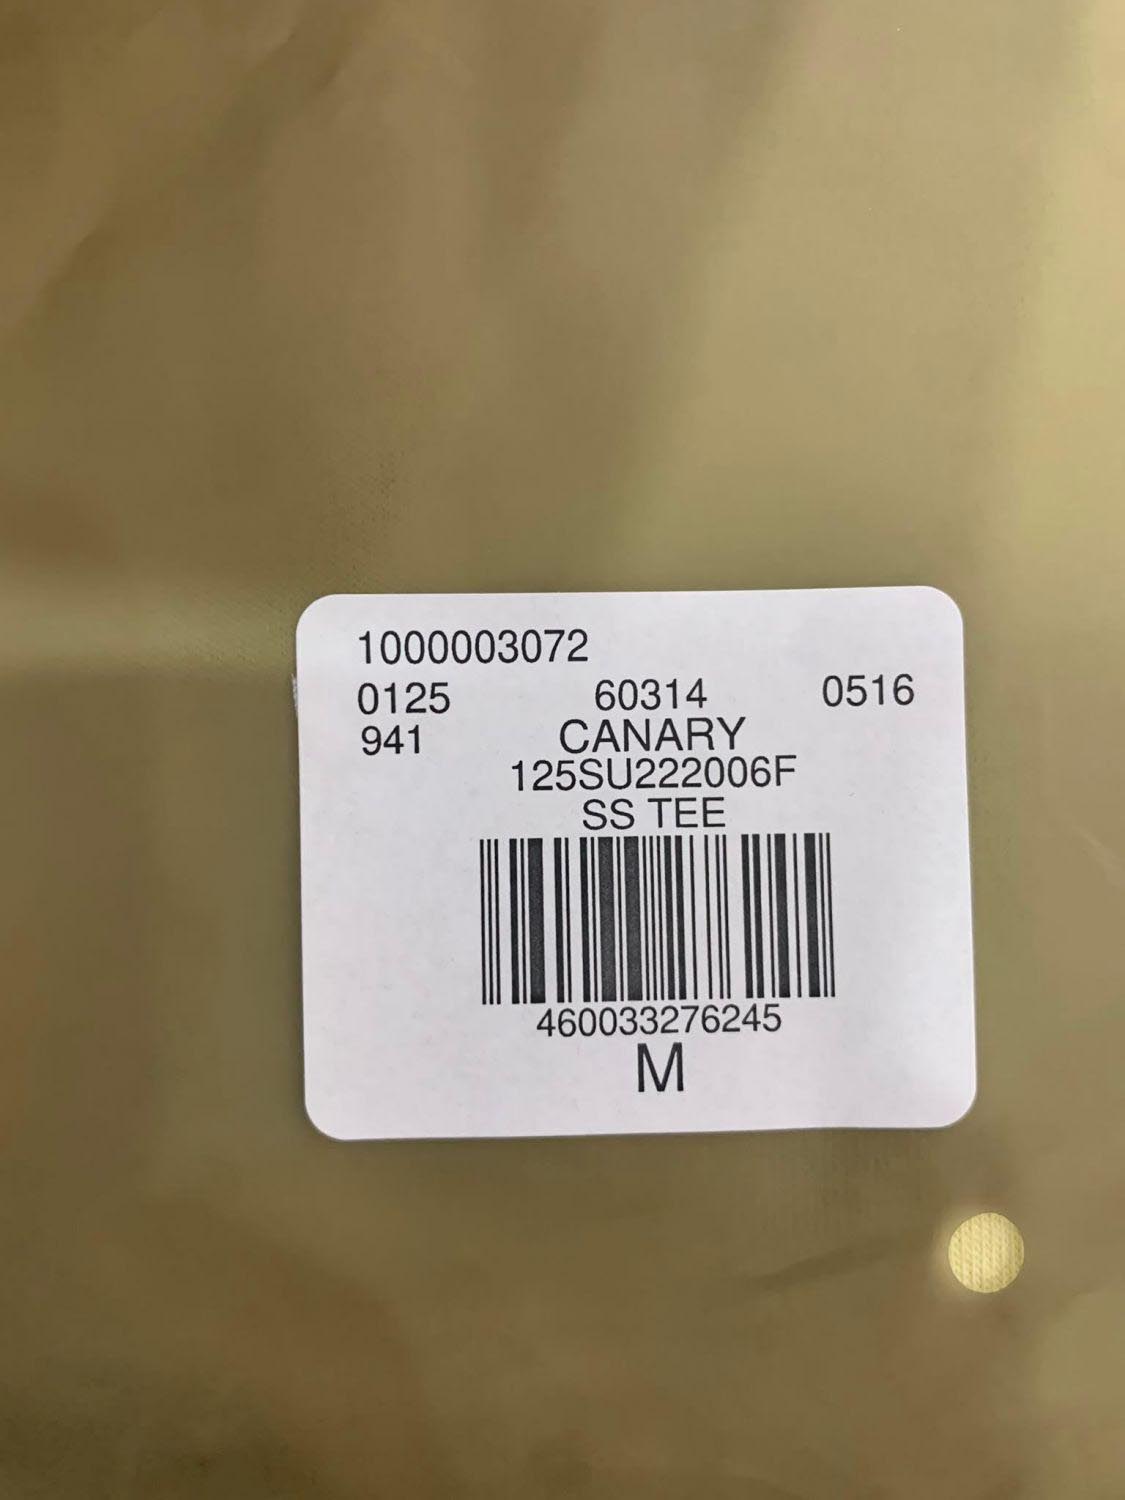 1000003072
0125 60314 0516
941 CANARY
125SU222006F
SS TEE
460033276245
M